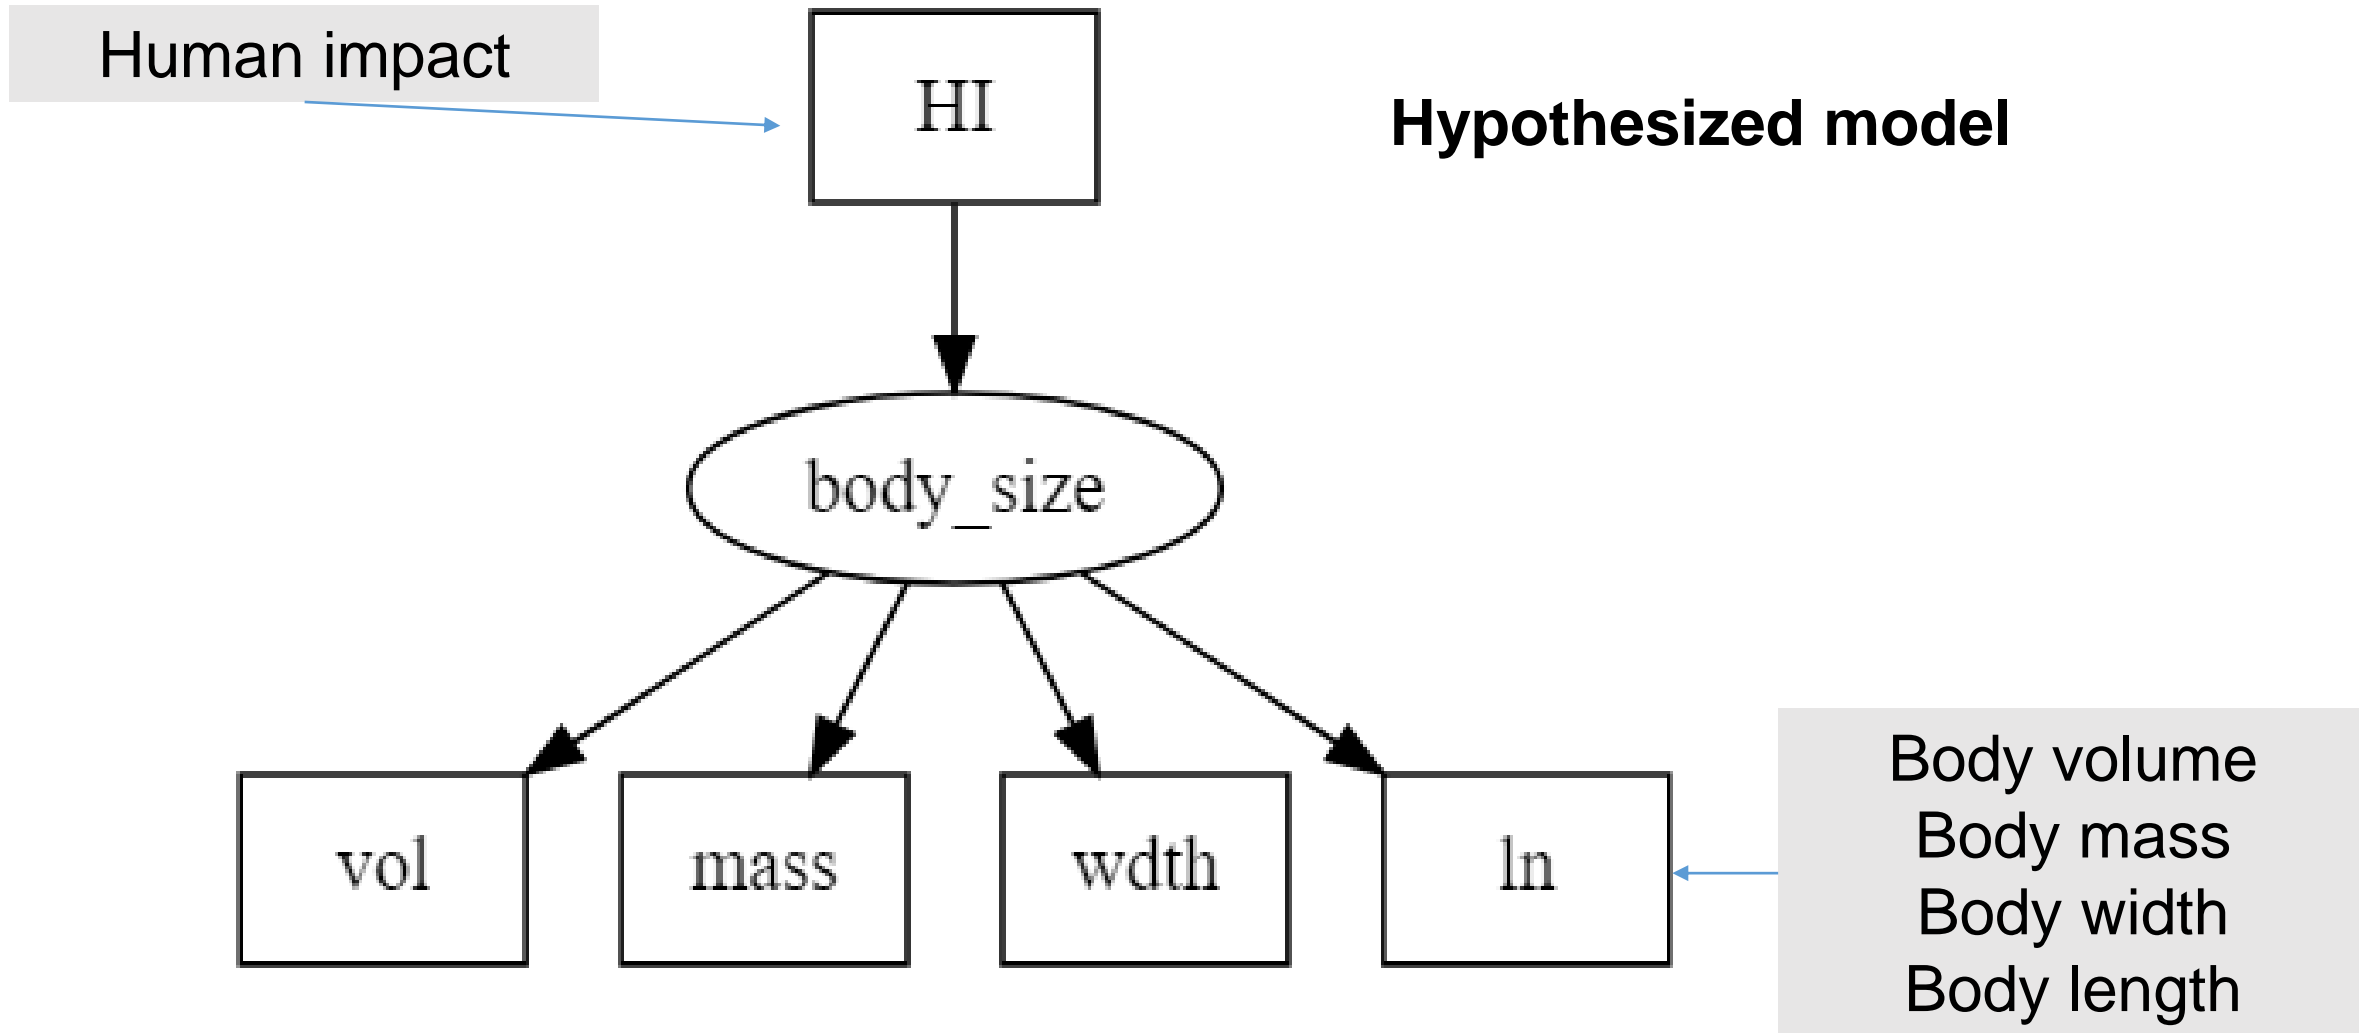 Human impact
HI
Hypothesized model
body_size
vol
mass
wdth
ln
Body volume
Body mass
Body width
Body length